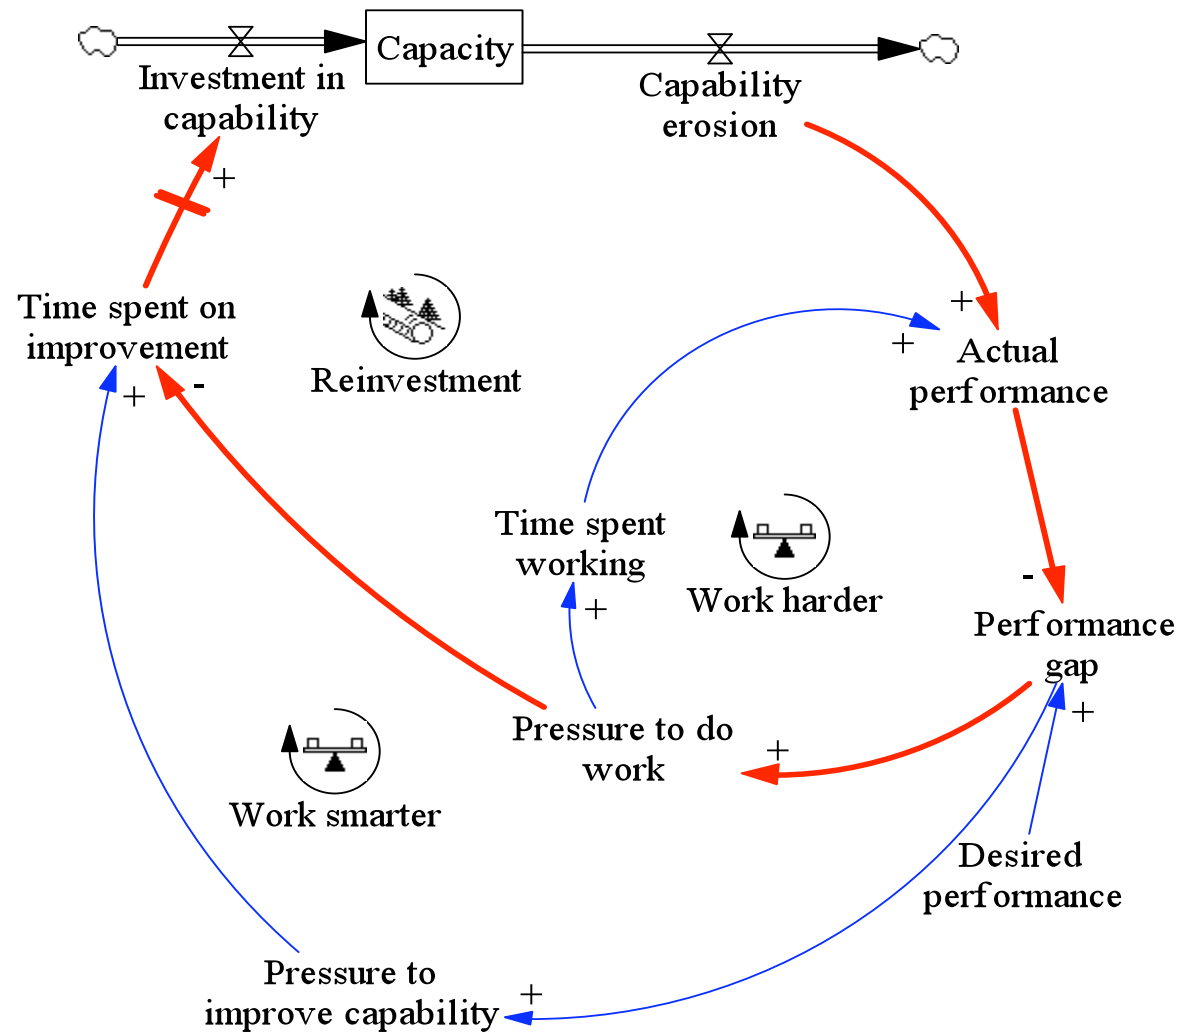 Capacity
Investment in
capability
Capability
erosion
+
Time spent on
improvement
+
-
Reinvestment
+
+
Actual
performance
Time spent
working
+
Work harder
-
Performance
gap
+
Pressure to do
work
+
Work smarter
Desired
performance
Pressure to
improve capability
+